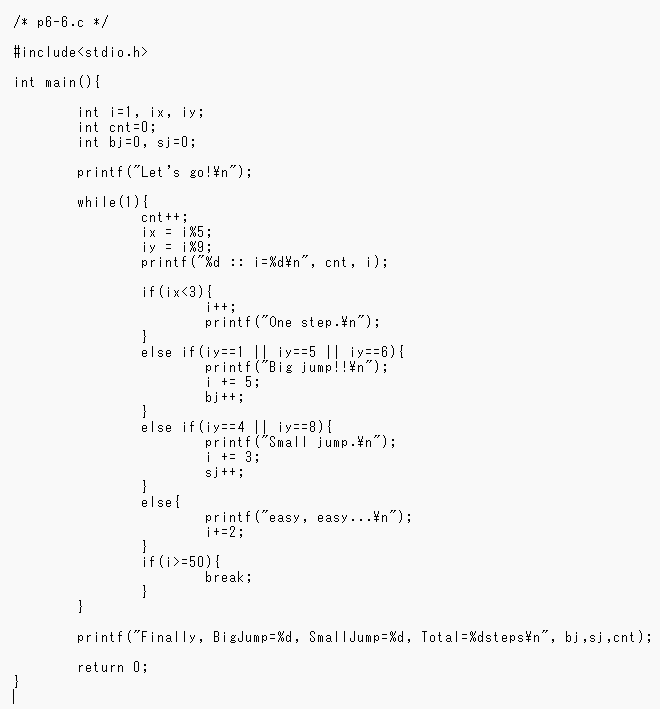 /* p6-6.c */
#include<stdio.h>
int main(){
int i=1, ix, iy;
int cnt=0;
int bj=0, sj=0;
printf("Let's go!¥n");
while(1){
cnt++;
ix = i%5;
iy = i%9;
printf("%d :: i=%d¥n", cnt, i);
if(ix<3){
i++;
printf("One step.¥n");
}
else if(iy==1 || iy==5 || iy==6){
printf("Big jump!!¥n");
i += 5;
bj++;
}
else if(iy==4 || iy==8){
printf("Small jump.¥n");
i += 3;
sj++;
}
else{
printf("easy, easy...¥n");
i+=2;
}
if(i>=50){
break;
}
}
printf("Finally, BigJump=%d, SmallJump=%d, Total=%dsteps¥n", bj,sj,cnt);
return 0;
}